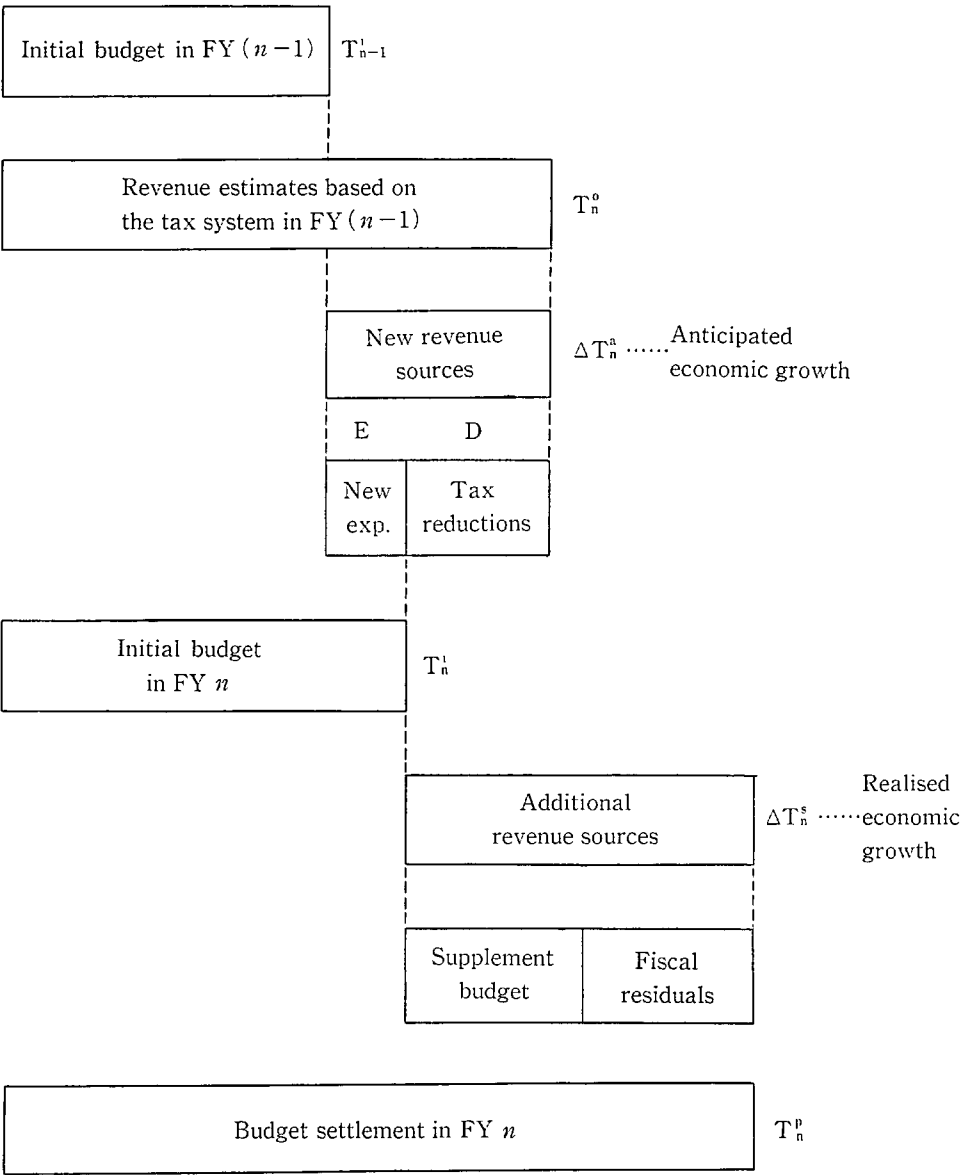 Initial budget in FY (n−1) T^i_{n−1}
Revenue estimates based on
the tax system in FY (n−1)
T^o_n
New revenue
sources
ΔT^a_n ······ Anticipated
economic growth
E D
New
exp.
Tax
reductions
Initial budget
in FY n
T^i_n
Additional
revenue sources
ΔT^s_n ······ Realised
economic
growth
Supplement
budget
Fiscal
residuals
Budget settlement in FY n T^p_n